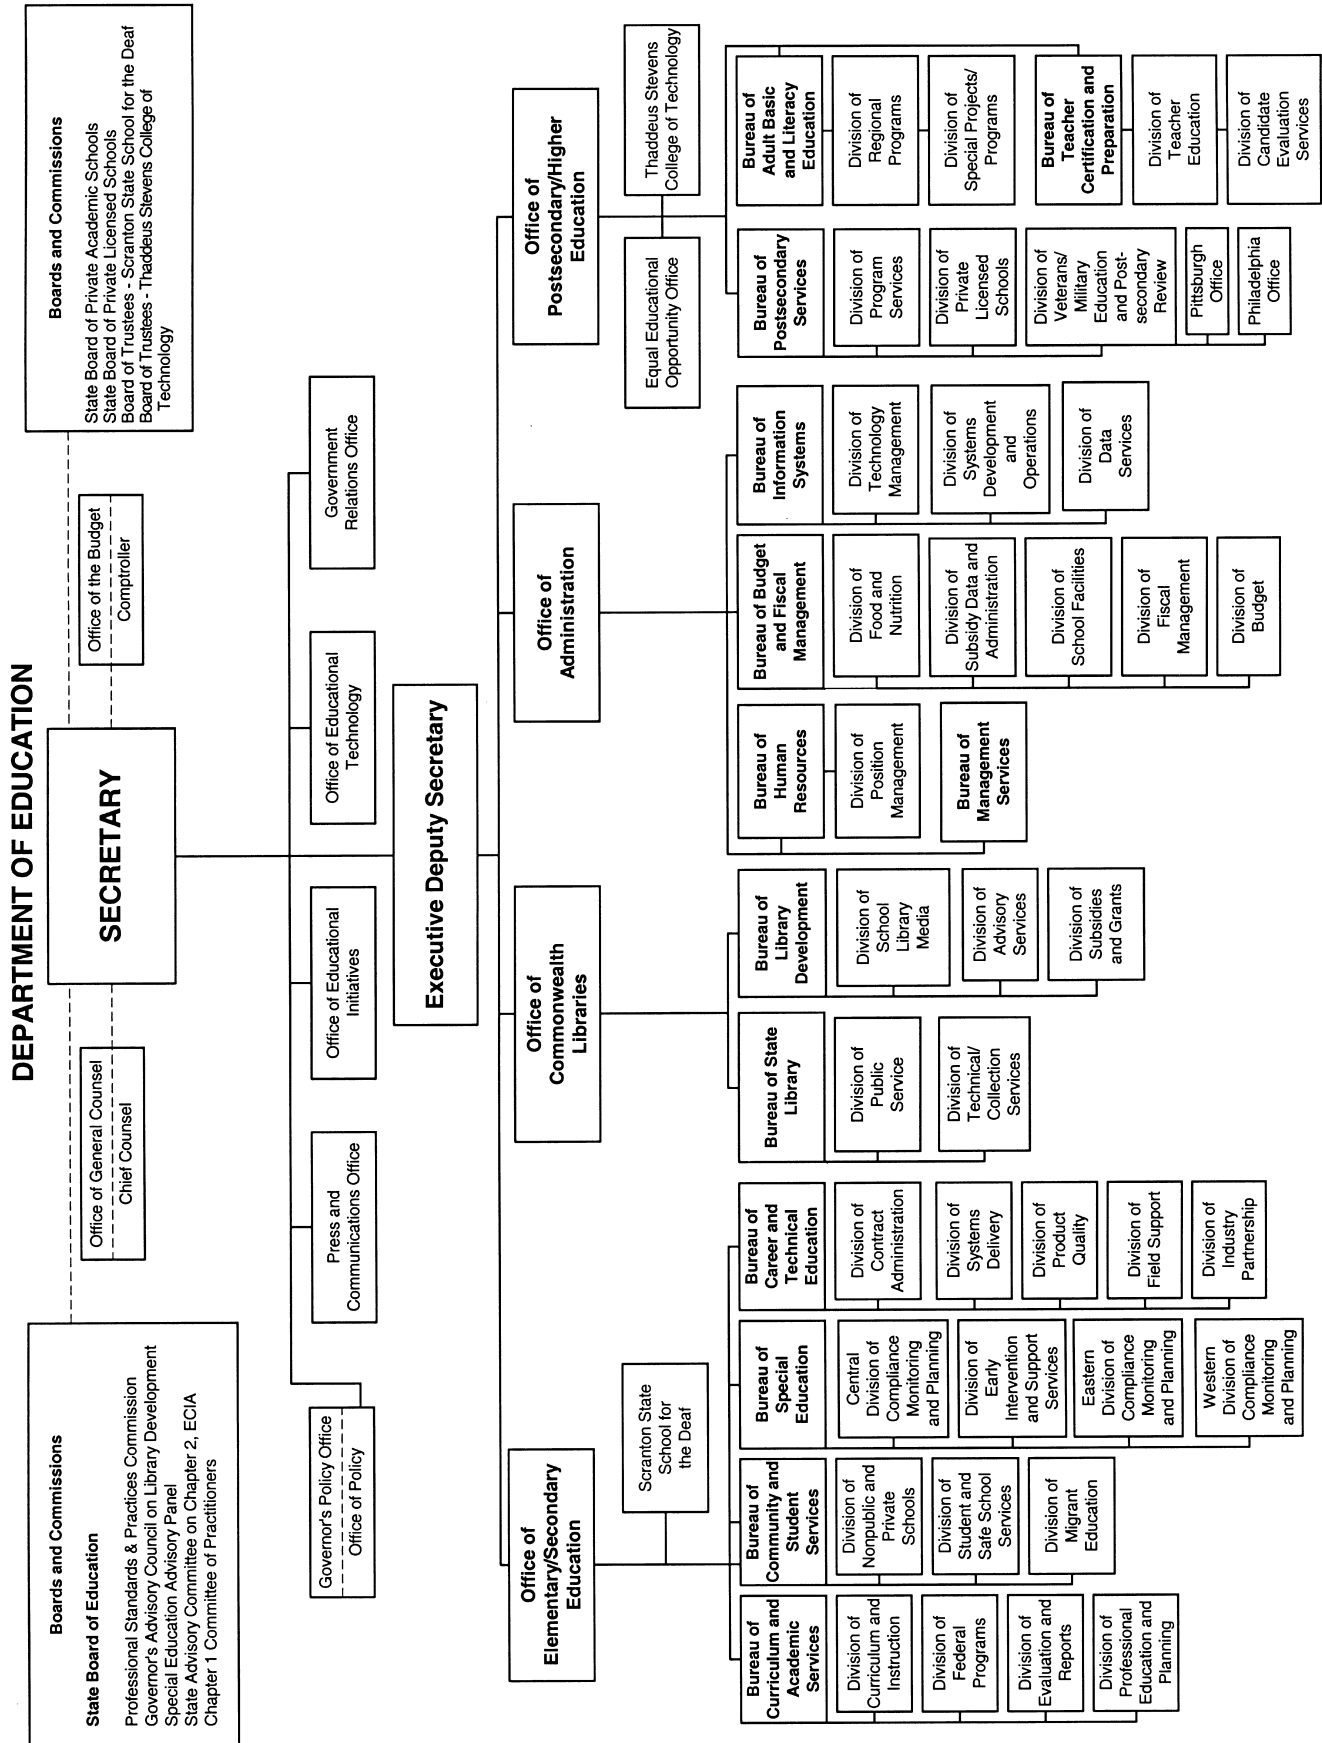 DEPARTMENT OF EDUCATION
Boards and Commissions
State Board of Education
Professional Standards & Practices Commission
Governor's Advisory Council on Library Development
Special Education Advisory Panel
State Advisory Committee on Chapter 2, ECIA
Chapter 1 Committee of Practitioners
Office of General Counsel
Chief Counsel
SECRETARY
Office of the Budget
Comptroller
Boards and Commissions
State Board of Private Academic Schools
State Board of Private Licensed Schools
Board of Trustees - Scranton State School for the Deaf
Board of Trustees - Thaddeus Stevens College of
Technology
Governor's Policy Office
Office of Policy
Press and
Communications Office
Office of Educational
Initiatives
Office of Educational
Technology
Government
Relations Office
Executive Deputy Secretary
Office of
Elementary/Secondary
Education
Office of
Commonwealth
Libraries
Office of
Administration
Office of
Postsecondary/Higher
Education
Scranton State
School for
the Deaf
Equal Educational
Opportunity Office
Thaddeus Stevens
College of Technology
Bureau of
Curriculum and
Academic
Services
Division of
Curriculum and
Instruction
Division of
Federal
Programs
Division of
Evaluation and
Reports
Division of
Professional
Education and
Planning
Bureau of
Community and
Student
Services
Division of
Nonpublic and
Private
Schools
Division of
Student and
Safe School
Services
Division of
Migrant
Education
Bureau of
Special
Education
Central
Division of
Compliance
Monitoring
and Planning
Division of
Early
Intervention
and Support
Services
Eastern
Division of
Compliance
Monitoring
and Planning
Western
Division of
Compliance
Monitoring
and Planning
Bureau of
Career and
Technical
Education
Division of
Contract
Administration
Division of
Systems
Delivery
Division of
Product
Quality
Division of
Field Support
Division of
Industry
Partnership
Bureau of State
Library
Division of
Public
Service
Division of
Technical/
Collection
Services
Bureau of
Library
Development
Division of
School
Library
Media
Division of
Advisory
Services
Division of
Subsidies
and Grants
Bureau of
Human
Resources
Division of
Position
Management
Bureau of
Management
Services
Bureau of Budget
and Fiscal
Management
Division of
Food and
Nutrition
Division of
Subsidy Data and
Administration
Division of
School Facilities
Division of
Fiscal
Management
Division of
Budget
Bureau of
Information
Systems
Division of
Technology
Management
Division of
Systems
Development
and
Operations
Division of
Data
Services
Bureau of
Postsecondary
Services
Division of
Program
Services
Division of
Private
Licensed
Schools
Division of
Veterans/
Military
Education
and Post-
secondary
Review
Pittsburgh
Office
Philadelphia
Office
Bureau of
Adult Basic
and Literacy
Education
Division of
Regional
Programs
Division of
Special Projects/
Programs
Bureau of
Teacher
Certification and
Preparation
Division of
Teacher
Education
Division of
Candidate
Evaluation
Services